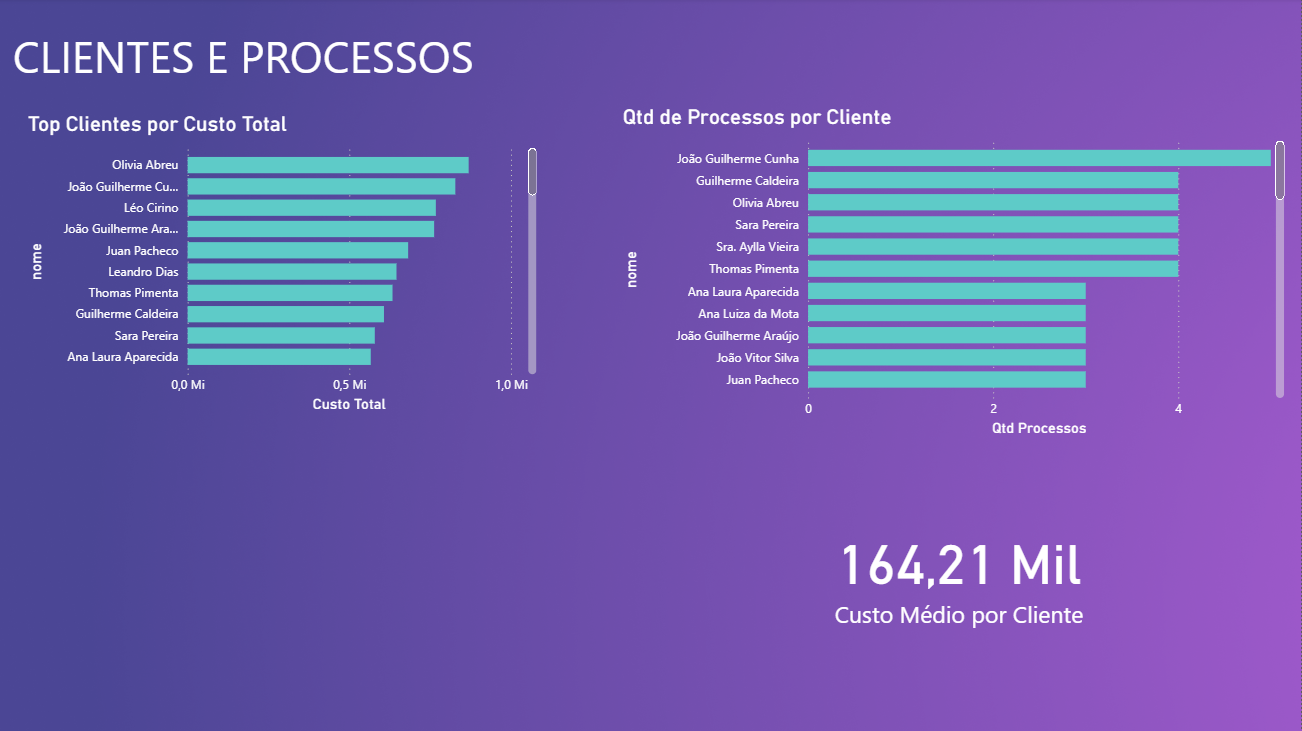 CLIENTES E PROCESSOS
Top Clientes por Custo Total
nome
Olivia Abreu
João Guilherme Cu...
Léo Cirino
João Guilherme Ara...
Juan Pacheco
Leandro Dias
Thomas Pimenta
Guilherme Caldeira
Sara Pereira
Ana Laura Aparecida
0,0 Mi 0,5 Mi 1,0 Mi
Custo Total
Qtd de Processos por Cliente
nome
João Guilherme Cunha
Guilherme Caldeira
Olivia Abreu
Sara Pereira
Sra. Aylla Vieira
Thomas Pimenta
Ana Laura Aparecida
Ana Luiza da Mota
João Guilherme Araújo
João Vitor Silva
Juan Pacheco
0 2 4
Qtd Processos
164,21 Mil
Custo Médio por Cliente